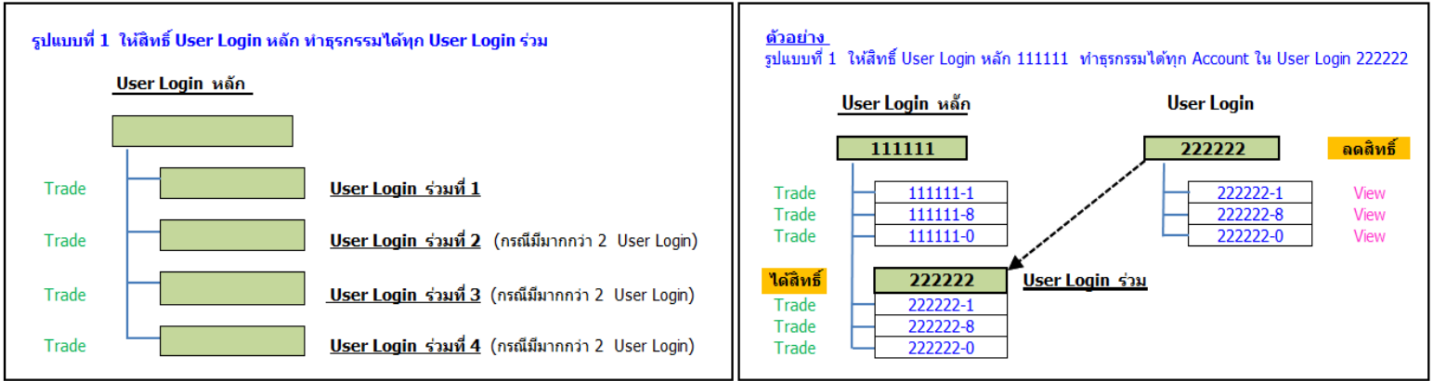 รูปแบบที่ 1 ให้สิทธิ์ User Login หลัก ทำธุรกรรมได้ทุก User Login ร่วม
User Login หลัก
Trade User Login ร่วมที่ 1
Trade User Login ร่วมที่ 2 (กรณีมีมากกว่า 2 User Login)
Trade User Login ร่วมที่ 3 (กรณีมีมากกว่า 2 User Login)
Trade User Login ร่วมที่ 4 (กรณีมีมากกว่า 2 User Login)
ตัวอย่าง
รูปแบบที่ 1 ให้สิทธิ์ User Login หลัก 111111 ทำธุรกรรมได้ทุก Account ใน User Login 222222
User Login หลัก User Login
111111 222222 ลดสิทธิ์
Trade 111111-1 222222-1 View
Trade 111111-8 222222-8 View
Trade 111111-0 222222-0 View
ได้สิทธิ์ 222222 User Login ร่วม
Trade 222222-1
Trade 222222-8
Trade 222222-0